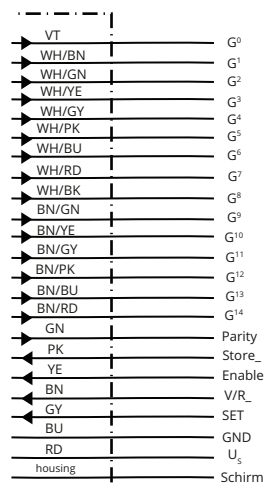 VT G⁰
WH/BN G¹
WH/GN G²
WH/YE G³
WH/GY G⁴
WH/PK G⁵
WH/BU G⁶
WH/RD G⁷
WH/BK G⁸
BN/GN G⁹
BN/YE G¹⁰
BN/GY G¹¹
BN/PK G¹²
BN/BU G¹³
BN/RD G¹⁴
GN Parity
PK Store_
YE Enable
BN V/R_
GY SET
BU GND
RD Uₛ
housing Schirm